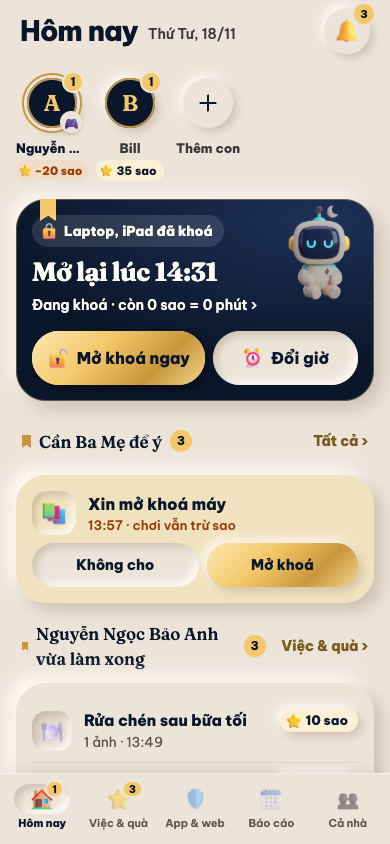 Hôm nay Thứ Tư, 18/11
3
A
1
B
1
Nguyễn ...
Bill
Thêm con
-20 sao
35 sao
Laptop, iPad đã khoá
Mở lại lúc 14:31
Đang khoá · còn 0 sao = 0 phút ›
Mở khoá ngay
Đổi giờ
Cần Ba Mẹ để ý 3
Tất cả ›
Xin mở khoá máy
13:57 · chơi vẫn trừ sao
Không cho
Mở khoá
Nguyễn Ngọc Bảo Anh
vừa làm xong
3
Việc & quà ›
Rửa chén sau bữa tối
1 ảnh · 13:49
10 sao
1
3
Hôm nay
Việc & quà
App & web
Báo cáo
Cả nhà